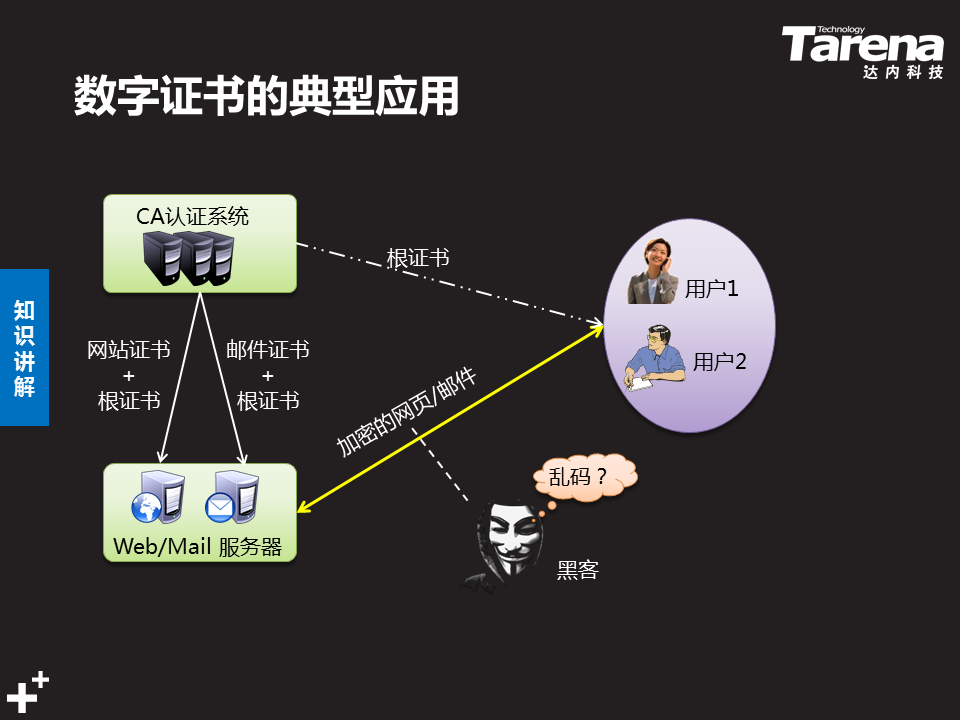 Technology
Tarena
达内科技
数字证书的典型应用
CA认证系统
根证书
用户1
用户2
知识讲解
网站证书
+
根证书
邮件证书
+
根证书
加密的网页/邮件
乱码？
黑客
Web/Mail 服务器